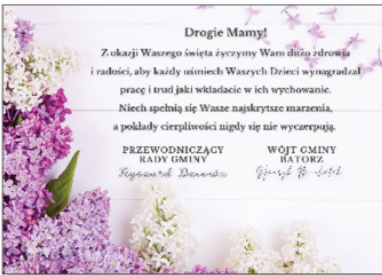 Drogie Mamy!
Z okazji Waszego święta życzymy Wam dużo zdrowia
i radości, aby każdy uśmiech Waszych Dzieci wynagradzał
pracę i trud jaki wkładacie w ich wychowanie.
Niech spełnią się Wasze najskrytsze marzenia,
a pokłady cierpliwości nigdy się nie wyczerpują.
PRZEWODNICZĄCY WÓJT GMINY
RADY GMINY BATORZ
Ryszard Henryk